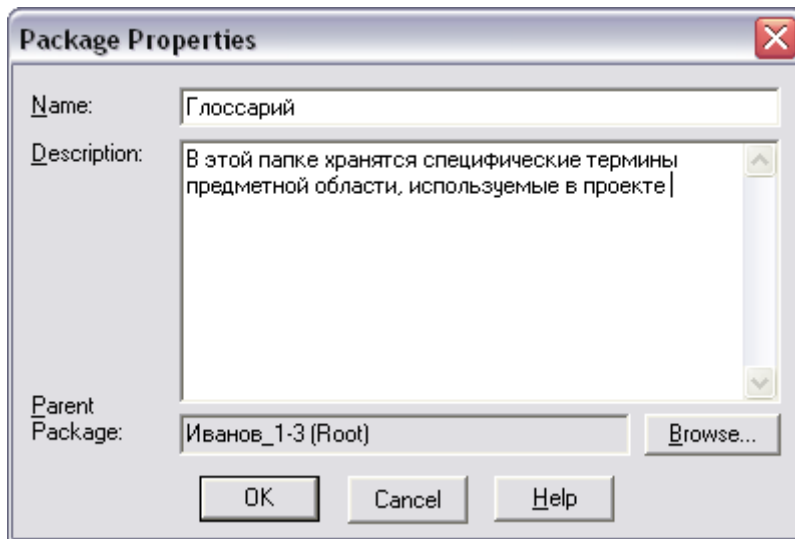 Package Properties
Name:
Глоссарий
Description:
В этой папке хранятся специфические термины
предметной области, используемые в проекте
Parent
Package:
Иванов_1-3 (Root)
Browse...
OK
Cancel
Help